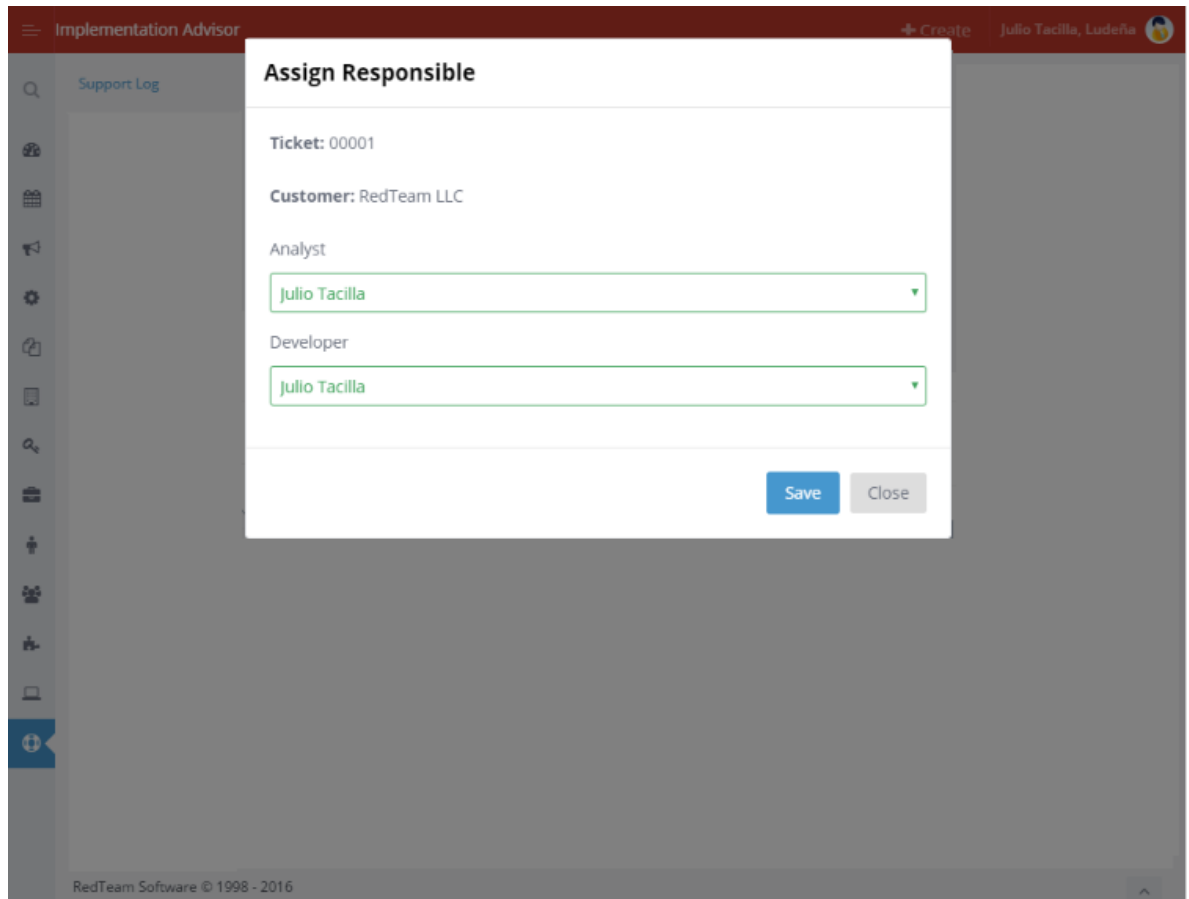 Implementation Advisor
Create
Julio Tacilla, Ludeña
Support Log
Assign Responsible
Ticket: 00001
Customer: RedTeam LLC
Analyst
Julio Tacilla
Developer
Julio Tacilla
Save
Close
RedTeam Software © 1998 - 2016